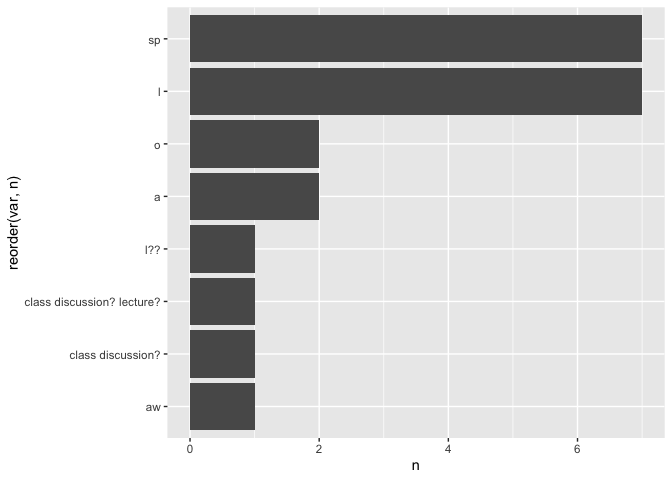 sp
l
o
a
l??
class discussion? lecture?
class discussion?
aw
reorder(var, n)
0 2 4 6
n